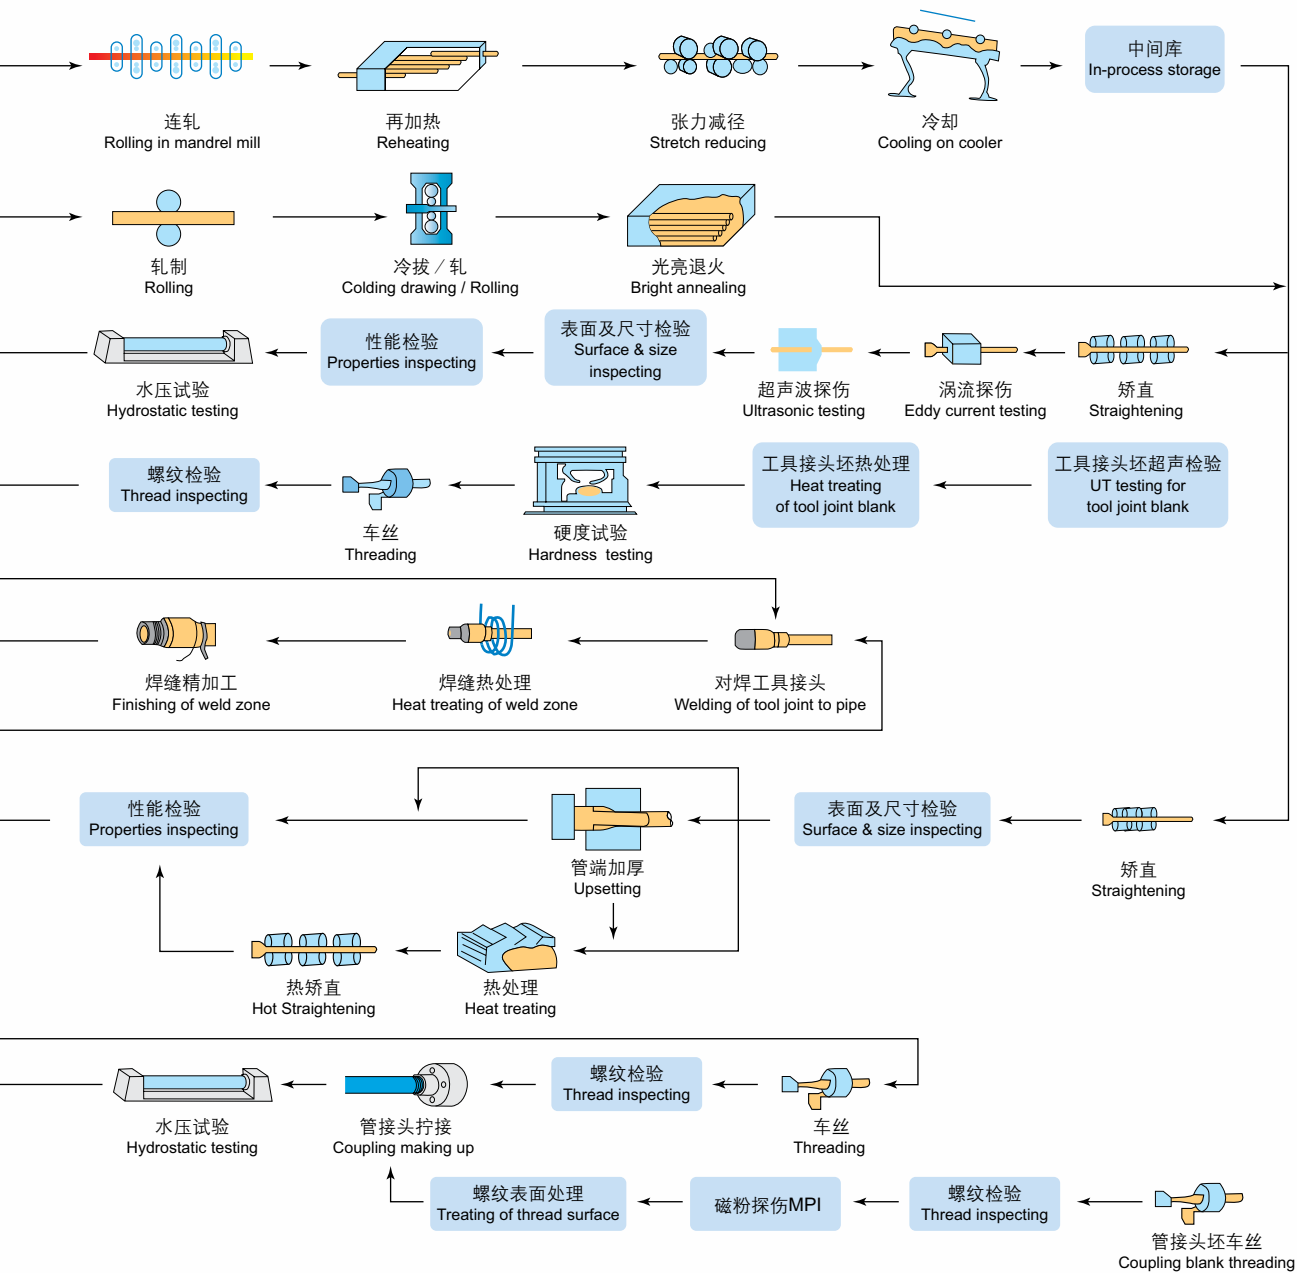 中间库
In-process storage
连轧
Rolling in mandrel mill
再加热
Reheating
张力减径
Stretch reducing
冷却
Cooling on cooler
轧制
Rolling
冷拔／轧
Colding drawing / Rolling
光亮退火
Bright annealing
水压试验
Hydrostatic testing
性能检验
Properties inspecting
表面及尺寸检验
Surface & size
inspecting
超声波探伤
Ultrasonic testing
涡流探伤
Eddy current testing
矫直
Straightening
螺纹检验
Thread inspecting
车丝
Threading
硬度试验
Hardness testing
工具接头坯热处理
Heat treating
of tool joint blank
工具接头坯超声检验
UT testing for
tool joint blank
焊缝精加工
Finishing of weld zone
焊缝热处理
Heat treating of weld zone
对焊工具接头
Welding of tool joint to pipe
性能检验
Properties inspecting
管端加厚
Upsetting
表面及尺寸检验
Surface & size inspecting
矫直
Straightening
热矫直
Hot Straightening
热处理
Heat treating
水压试验
Hydrostatic testing
管接头拧接
Coupling making up
螺纹检验
Thread inspecting
车丝
Threading
螺纹表面处理
Treating of thread surface
磁粉探伤MPI
螺纹检验
Thread inspecting
管接头坯车丝
Coupling blank threading